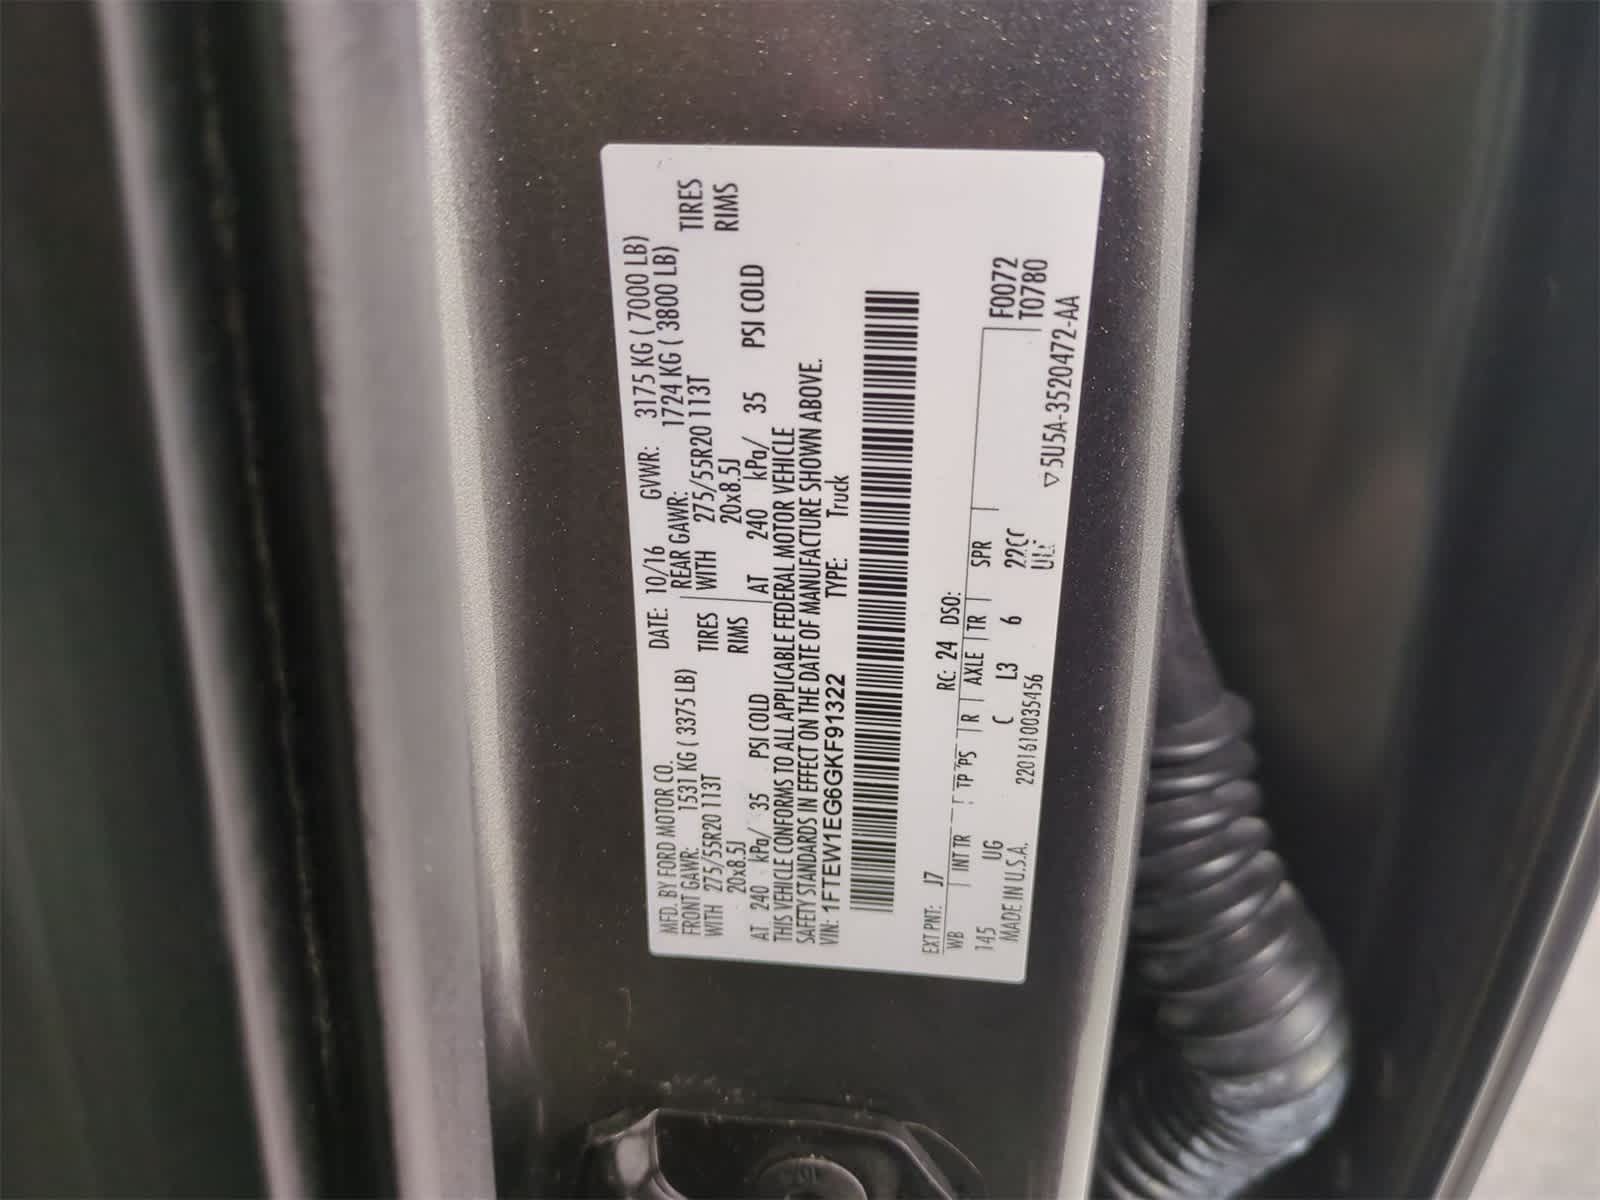 MFD. BY FORD MOTOR CO.
DATE: 10/16 GVWR: 3175 KG ( 7000 LB)
FRONT GAWR: 1531 KG ( 3375 LB)
REAR GAWR: 1724 KG ( 3800 LB)
WITH 275/55R20 113T TIRES
WITH 275/55R20 113T TIRES
20x8.5J RIMS
20x8.5J RIMS
AT 240 kPa/ 35 PSI COLD
AT 240 kPa/ 35 PSI COLD
THIS VEHICLE CONFORMS TO ALL APPLICABLE FEDERAL MOTOR VEHICLE
SAFETY STANDARDS IN EFFECT ON THE DATE OF MANUFACTURE SHOWN ABOVE.
VIN: 1FTEW1EG6GKF91322 TYPE: Truck
EXT PNT: J7 RC: 24 DSO:
WB INT TR TP PS R AXLE TR SPR F0072
145 UG C L3 6 T0780
MADE IN U.S.A. 2201610035456
▽5U5A-3520472-AA